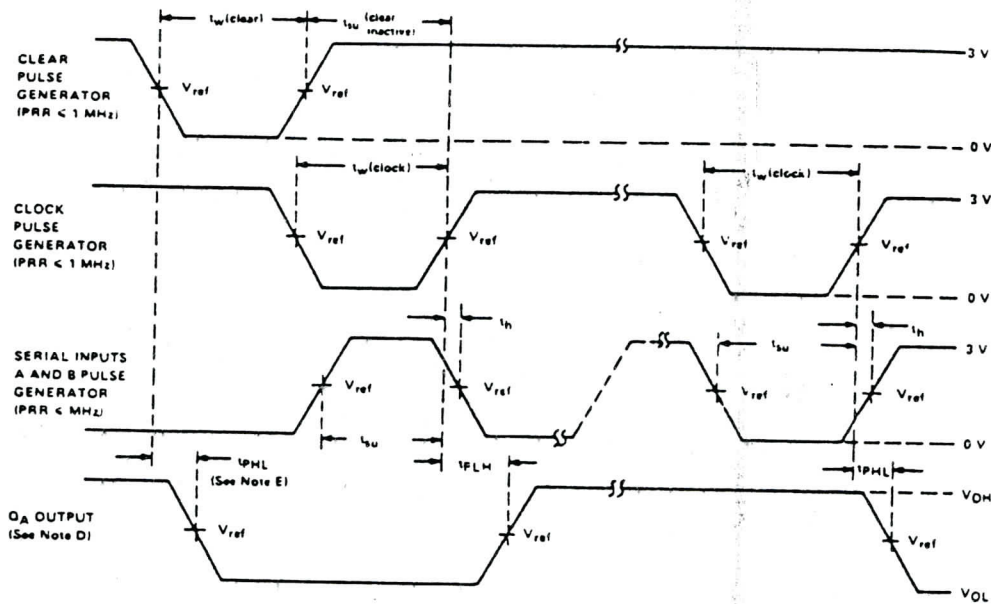 tw(clear)
tsu (clear inactive)
CLEAR
PULSE
GENERATOR
(PRR ≤ 1 MHz)
Vref
Vref
3 V
0 V
tw(clock)
tw(clock)
CLOCK
PULSE
GENERATOR
(PRR ≤ 1 MHz)
Vref
Vref
Vref
Vref
3 V
0 V
th
th
SERIAL INPUTS
A AND B PULSE
GENERATOR
(PRR ≤ MHz)
Vref
Vref
tsu
Vref
Vref
3 V
0 V
tsu
tPHL
(See Note E)
tPLH
tPHL
QA OUTPUT
(See Note D)
Vref
Vref
Vref
VOH
VOL